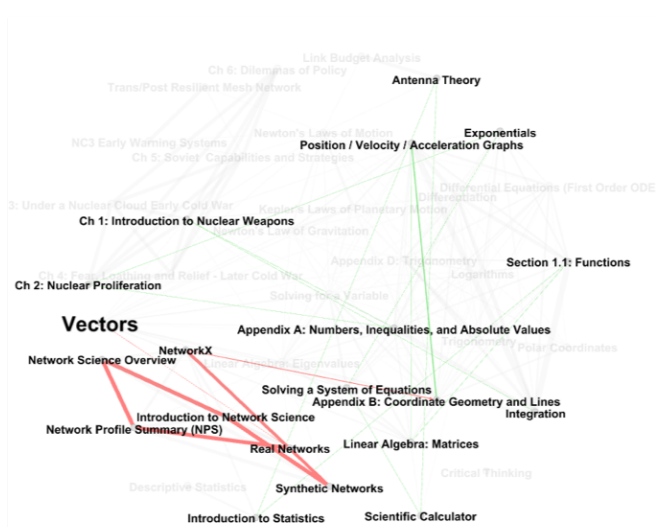 Link Budget Analysis
Ch 6: Dilemmas of Policy
Antenna Theory
Trans/Post Resilient Mesh Network
Newton's Laws of Motion
Exponentials
NC3 Early Warning Systems
Position / Velocity / Acceleration Graphs
Ch 5: Soviet Capabilities and Strategies
Differential Equations (First Order ODE
Differentiation
3: Under a Nuclear Cloud Early Cold War
Kepler's Laws of Planetary Motion
Ch 1: Introduction to Nuclear Weapons
Newton's Law of Gravitation
Appendix D: Trigonometry
Section 1.1: Functions
Ch 4: Fear, Loathing and Relief - Later Cold War
Logarithms
Ch 2: Nuclear Proliferation
Solving for a Variable
Vectors
Appendix A: Numbers, Inequalities, and Absolute Values
Trigonometry
Polar Coordinates
NetworkX
Network Science Overview
Linear Algebra: Eigenvalues
Solving a System of Equations
Appendix B: Coordinate Geometry and Lines
Integration
Introduction to Network Science
Network Profile Summary (NPS)
Real Networks
Linear Algebra: Matrices
Critical Thinking
Descriptive Statistics
Synthetic Networks
Introduction to Statistics
Scientific Calculator